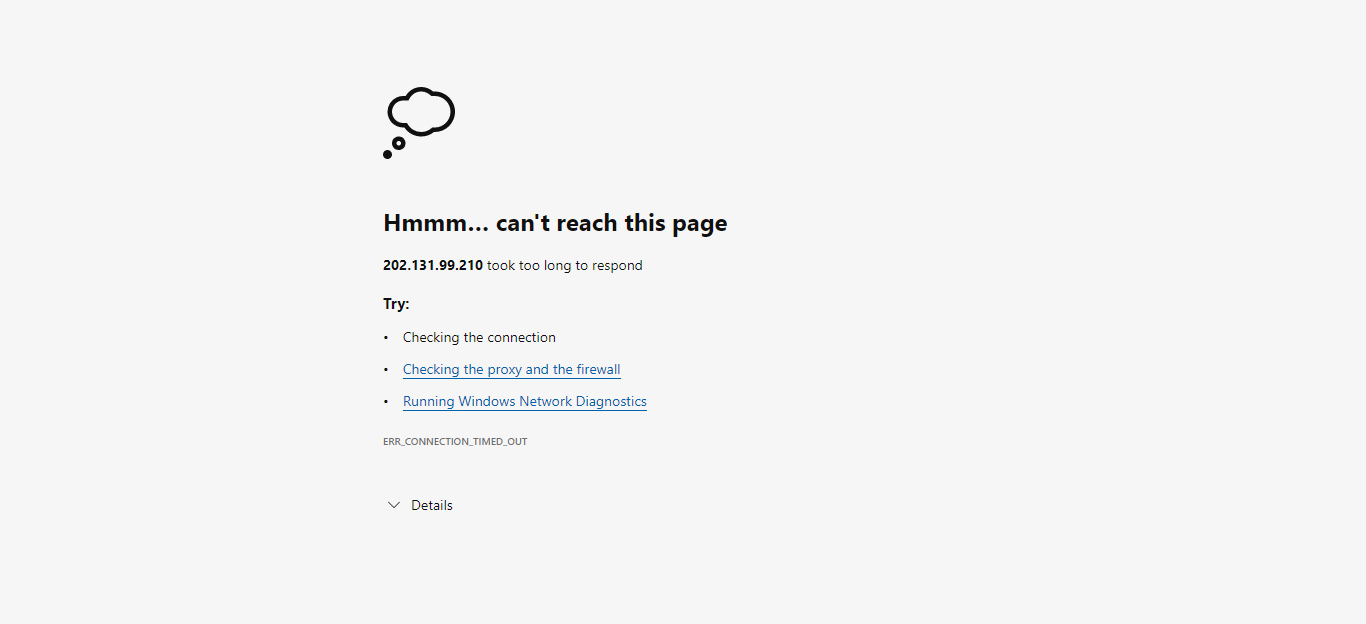 Hmmm… can't reach this page
202.131.99.210 took too long to respond
Try:
• Checking the connection
• Checking the proxy and the firewall
• Running Windows Network Diagnostics
ERR_CONNECTION_TIMED_OUT
Details